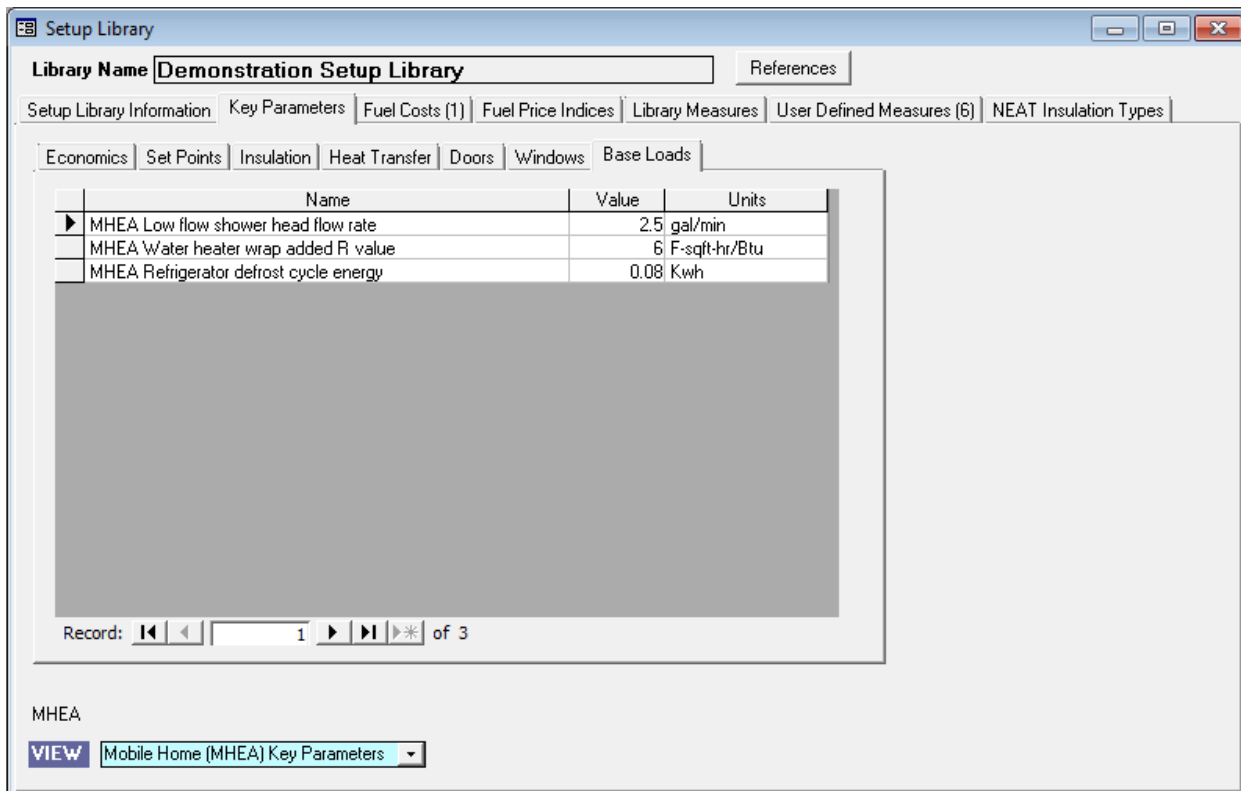 Setup Library
Library Name Demonstration Setup Library References
Setup Library Information Key Parameters Fuel Costs (1) Fuel Price Indices Library Measures User Defined Measures (6) NEAT Insulation Types
Economics Set Points Insulation Heat Transfer Doors Windows Base Loads
Name Value Units
MHEA Low flow shower head flow rate 2.5 gal/min
MHEA Water heater wrap added R value 6 F-sqft-hr/Btu
MHEA Refrigerator defrost cycle energy 0.08 Kwh
Record: 1 of 3
MHEA
VIEW Mobile Home (MHEA) Key Parameters